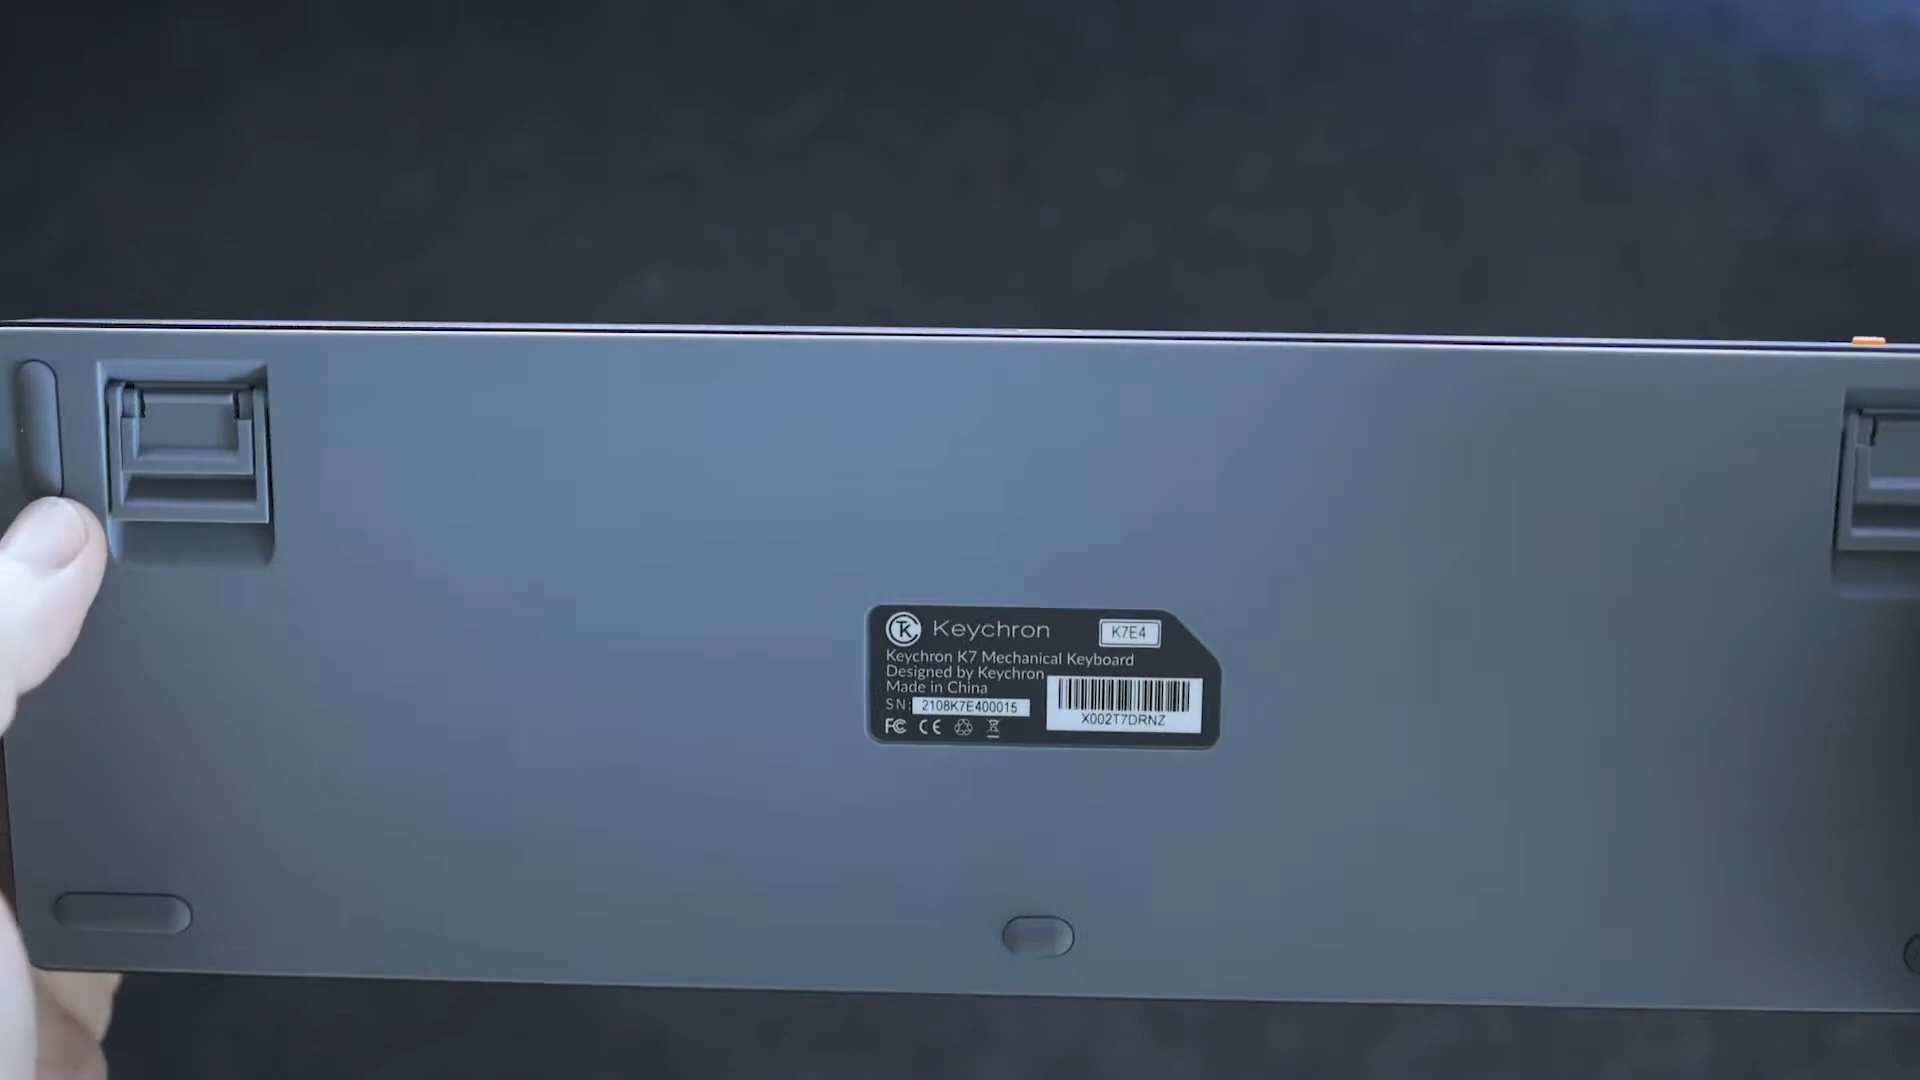 Keychron K7E4
Keychron K7 Mechanical Keyboard
Designed by Keychron
Made in China
SN: 2108K7E400015
X002T7DRNZ
FC CE